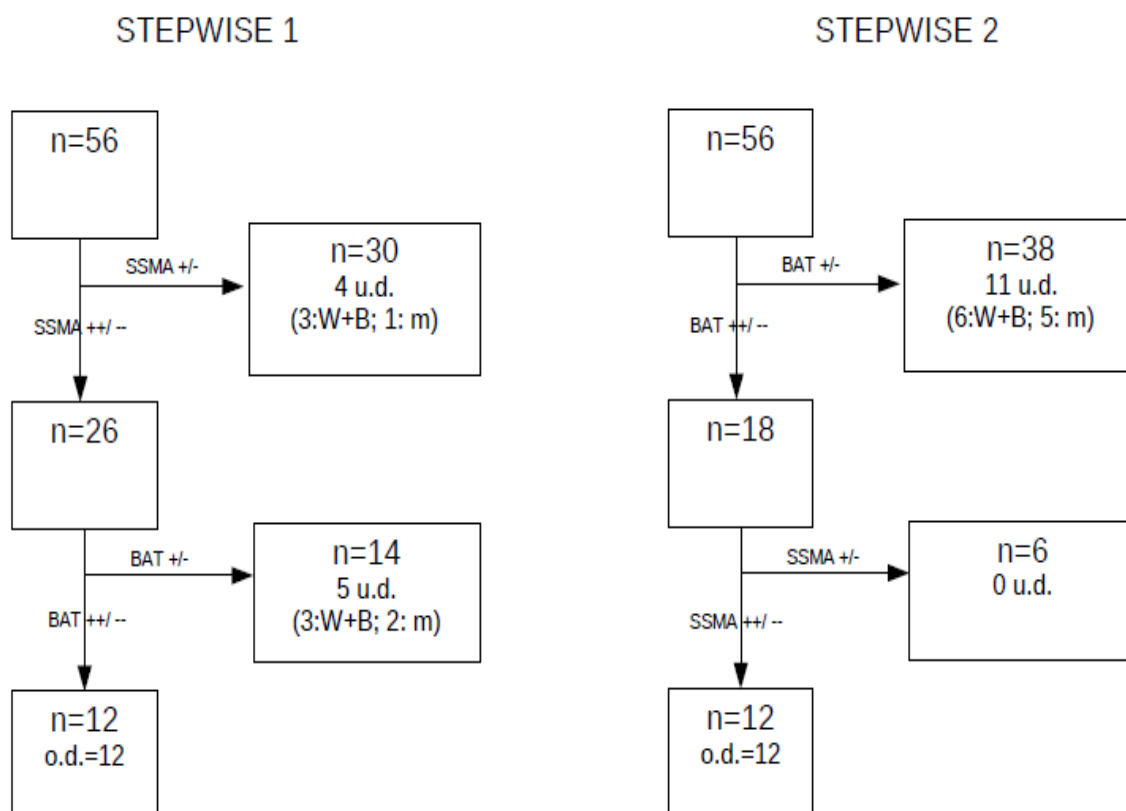 STEPWISE 1
n=56
SSMA +/-
n=30
4 u.d.
(3:W+B; 1: m)
SSMA ++/ --
n=26
BAT +/-
n=14
5 u.d.
(3:W+B; 2: m)
BAT ++/ --
n=12
o.d.=12
STEPWISE 2
n=56
BAT +/-
n=38
11 u.d.
(6:W+B; 5: m)
BAT ++/ --
n=18
SSMA +/-
n=6
0 u.d.
SSMA ++/ --
n=12
o.d.=12